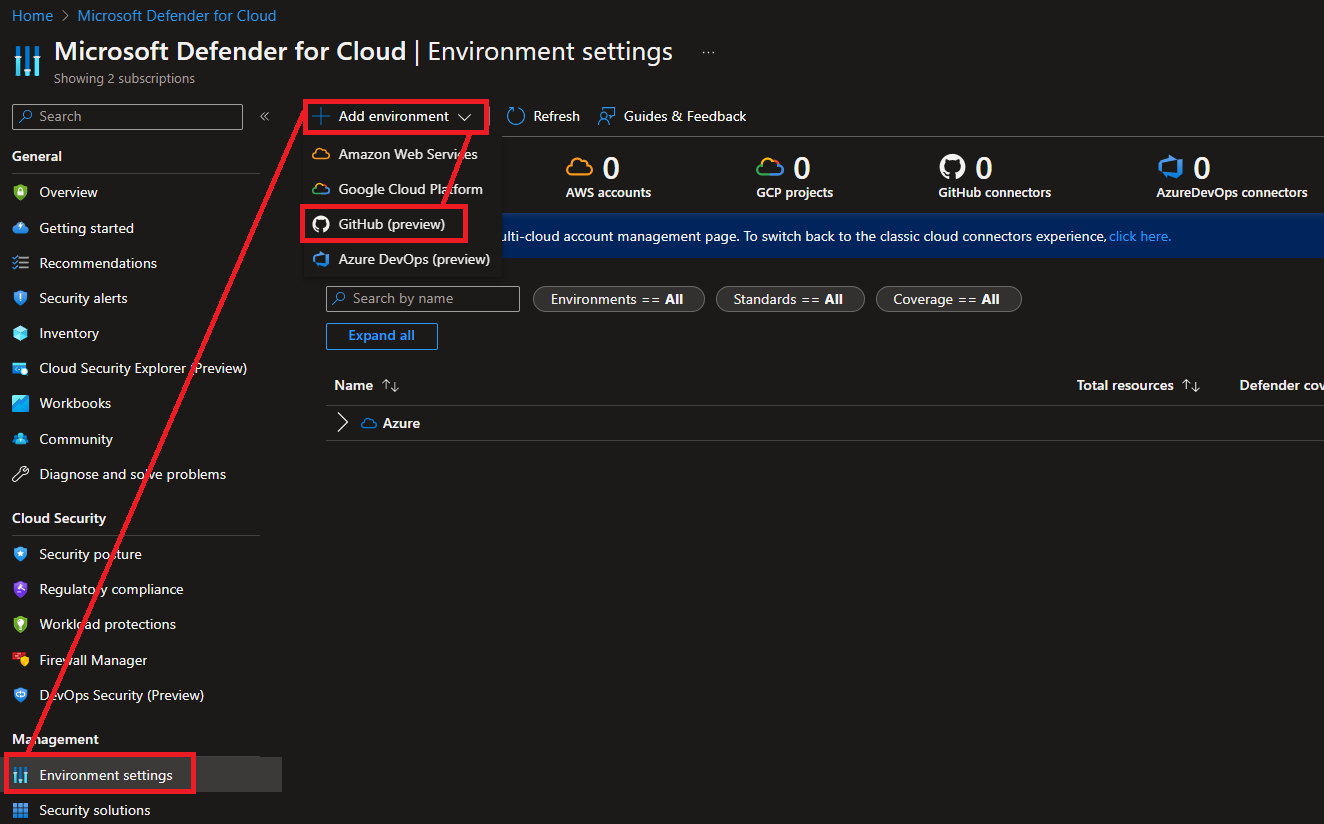 Home > Microsoft Defender for Cloud
Microsoft Defender for Cloud | Environment settings ...
Showing 2 subscriptions
Search «
General
Overview
Getting started
Recommendations
Security alerts
Inventory
Cloud Security Explorer (Preview)
Workbooks
Community
Diagnose and solve problems
Cloud Security
Security posture
Regulatory compliance
Workload protections
Firewall Manager
DevOps Security (Preview)
Management
Environment settings
Security solutions
Add environment Refresh Guides & Feedback
Amazon Web Services
Google Cloud Platform
GitHub (preview)
Azure DevOps (preview)
0 0 0 0
AWS accounts GCP projects GitHub connectors AzureDevOps connectors
ulti-cloud account management page. To switch back to the classic cloud connectors experience, click here.
Search by name Environments == All Standards == All Coverage == All
Expand all
Name ↑↓ Total resources ↑↓ Defender cov
Azure